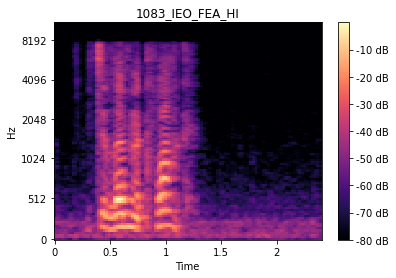 1083_IEO_FEA_HI
8192
4096
2048
1024
512
0
Hz
0
0.5
1
1.5
2
Time
-10 dB
-20 dB
-30 dB
-40 dB
-50 dB
-60 dB
-70 dB
-80 dB